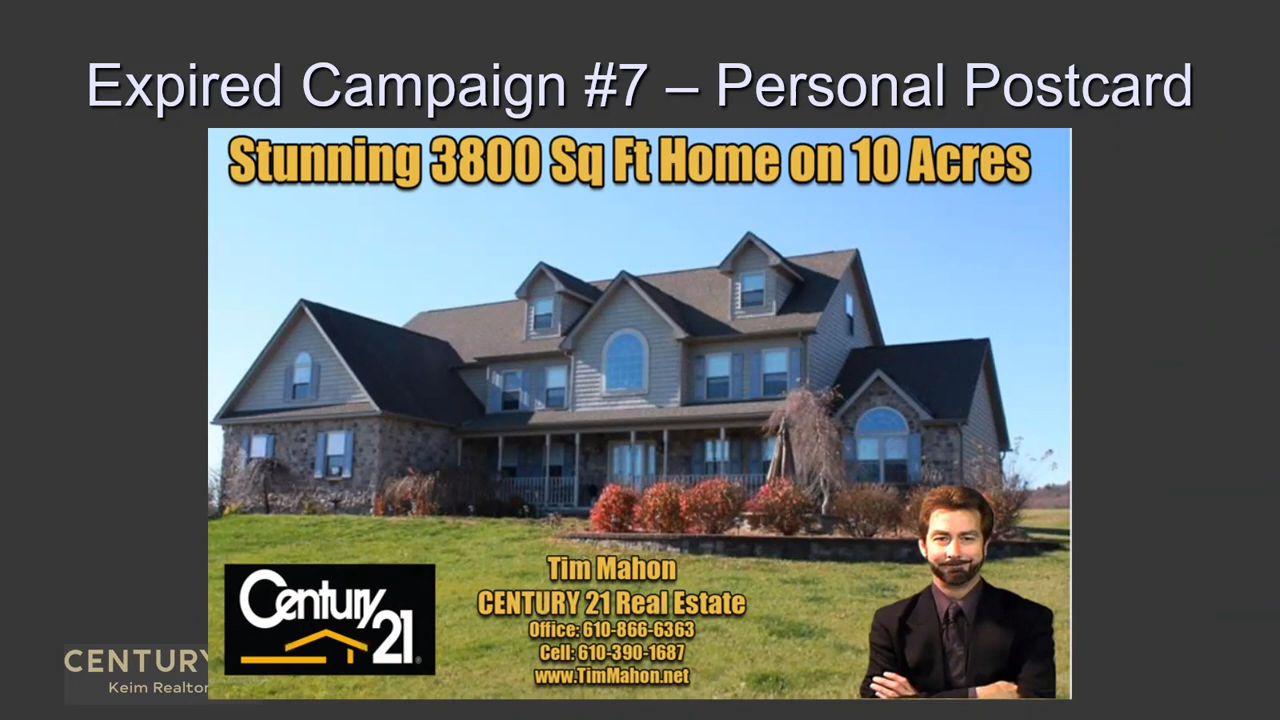 Expired Campaign #7 – Personal Postcard
Stunning 3800 Sq Ft Home on 10 Acres
Tim Mahon
CENTURY 21 Real Estate
Office: 610-866-6363
Cell: 610-390-1687
www.TimMahon.net
Century 21®
CENTURY
Keim Realtor